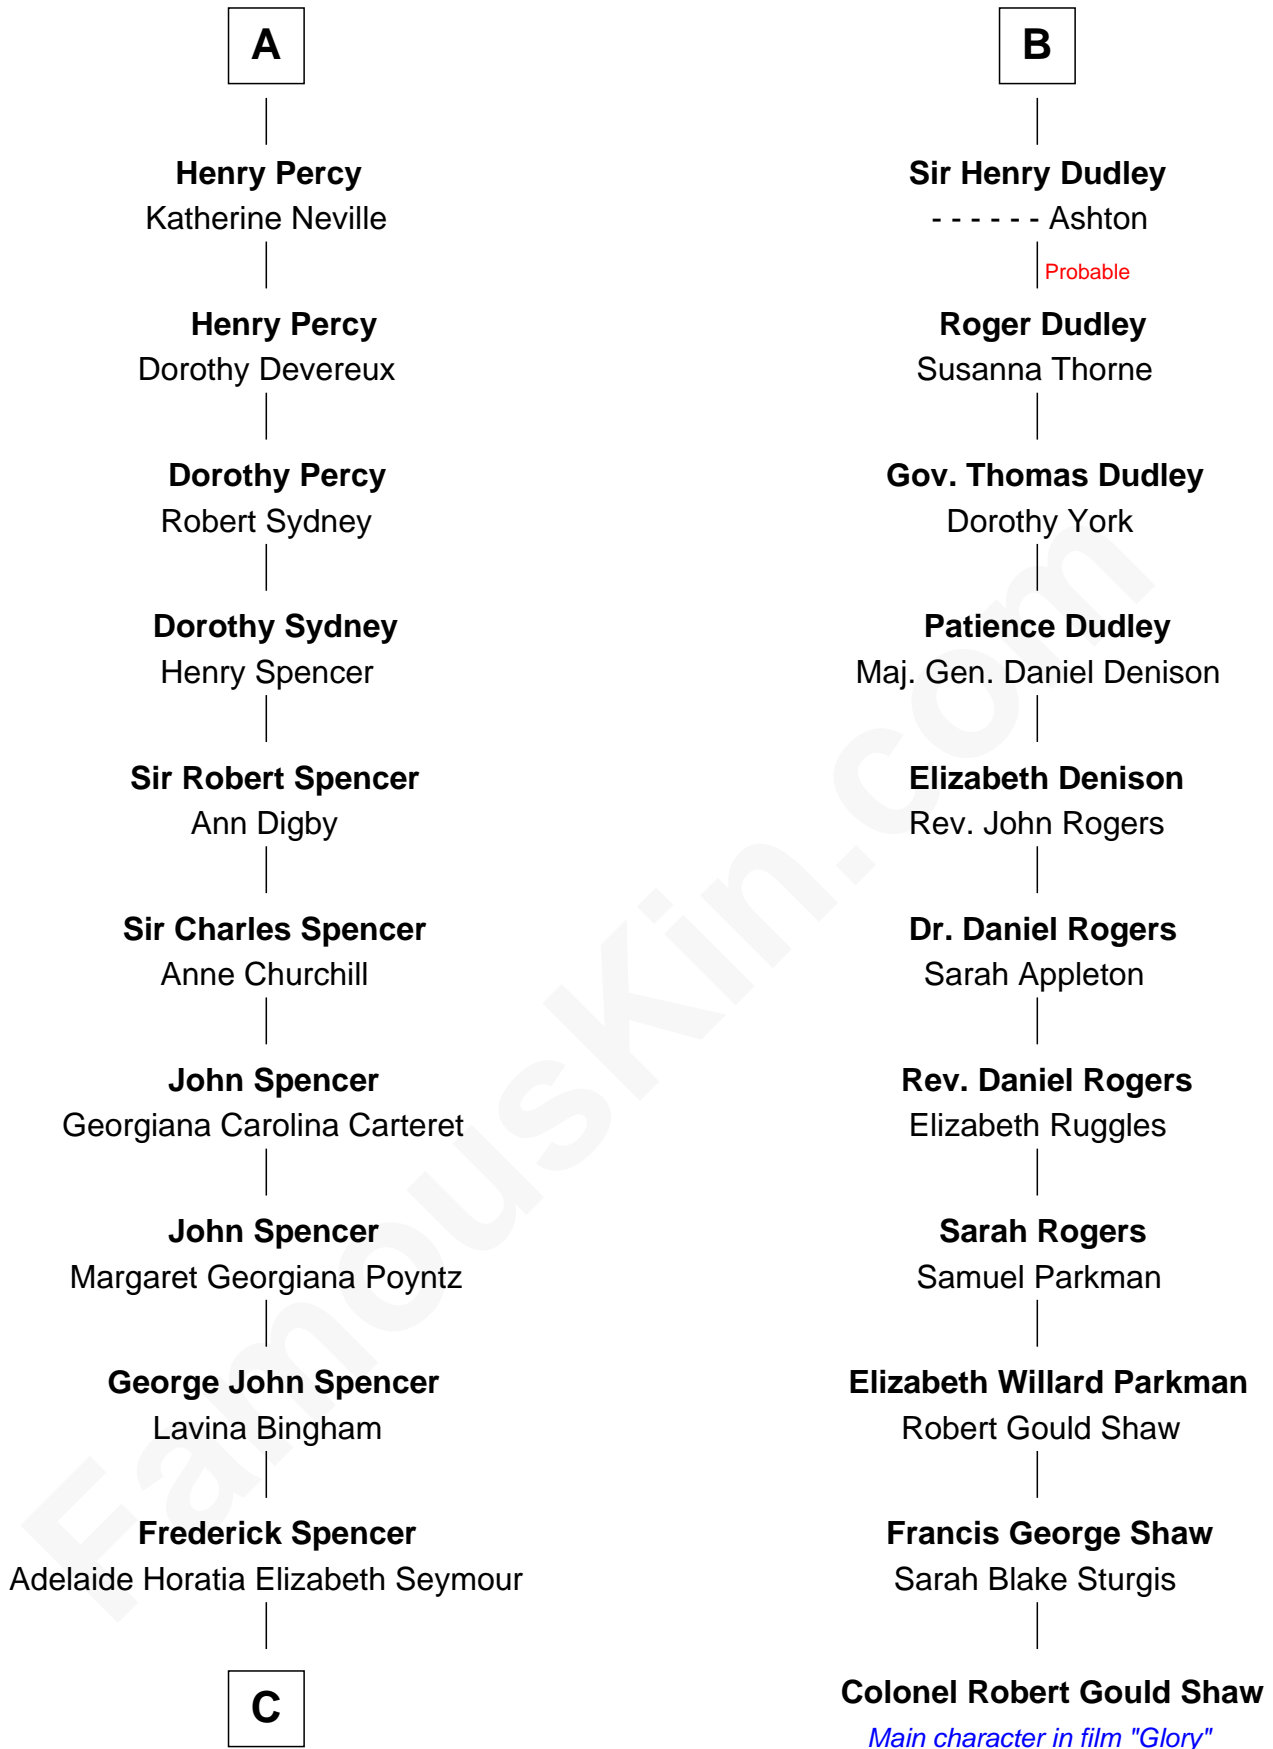 A
Henry Percy
Katherine Neville
Henry Percy
Dorothy Devereux
Dorothy Percy
Robert Sydney
Dorothy Sydney
Henry Spencer
Sir Robert Spencer
Ann Digby
Sir Charles Spencer
Anne Churchill
John Spencer
Georgiana Carolina Carteret
John Spencer
Margaret Georgiana Poyntz
George John Spencer
Lavina Bingham
Frederick Spencer
Adelaide Horatia Elizabeth Seymour
C
B
Sir Henry Dudley
- - - - - - Ashton
Probable
Roger Dudley
Susanna Thorne
Gov. Thomas Dudley
Dorothy York
Patience Dudley
Maj. Gen. Daniel Denison
Elizabeth Denison
Rev. John Rogers
Dr. Daniel Rogers
Sarah Appleton
Rev. Daniel Rogers
Elizabeth Ruggles
Sarah Rogers
Samuel Parkman
Elizabeth Willard Parkman
Robert Gould Shaw
Francis George Shaw
Sarah Blake Sturgis
Colonel Robert Gould Shaw
Main character in film "Glory"
FamousKin.com